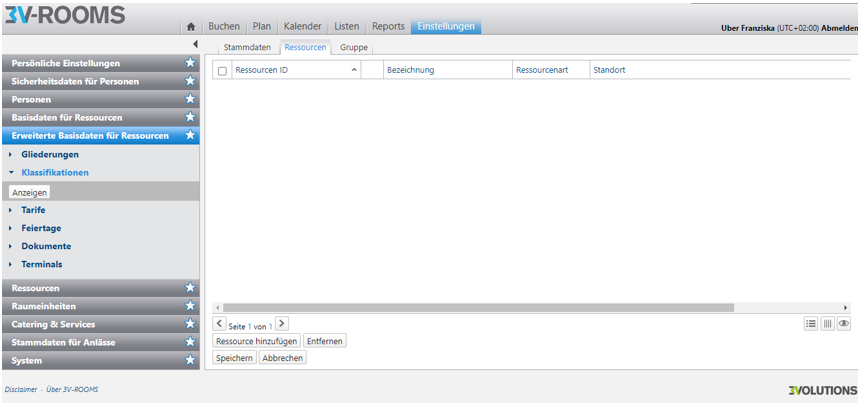 3V-ROOMS
Buchen Plan Kalender Listen Reports Einstellungen
Uber Franziska (UTC+02:00) Abmelden
Stammdaten Ressourcen Gruppe
Persönliche Einstellungen
Sicherheitsdaten für Personen
Personen
Basisdaten für Ressourcen
Erweiterte Basisdaten für Ressourcen
Gliederungen
Klassifikationen
Anzeigen
Tarife
Feiertage
Dokumente
Terminals
Ressourcen
Raumeinheiten
Catering & Services
Stammdaten für Anlässe
System
Ressourcen ID Bezeichnung Ressourcenart Standort
Seite 1 von 1
Ressource hinzufügen Entfernen
Speichern Abbrechen
Disclaimer - Über 3V-ROOMS
3VOLUTIONS